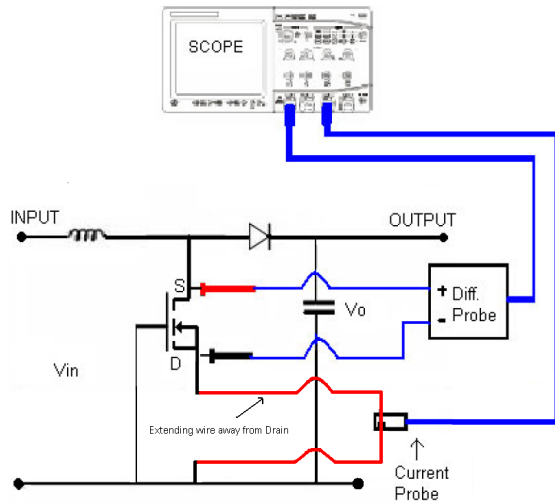 SCOPE
INPUT
OUTPUT
S
+ Diff.
- Probe
Vo
D
Vin
Extending wire away from Drain
Current
Probe